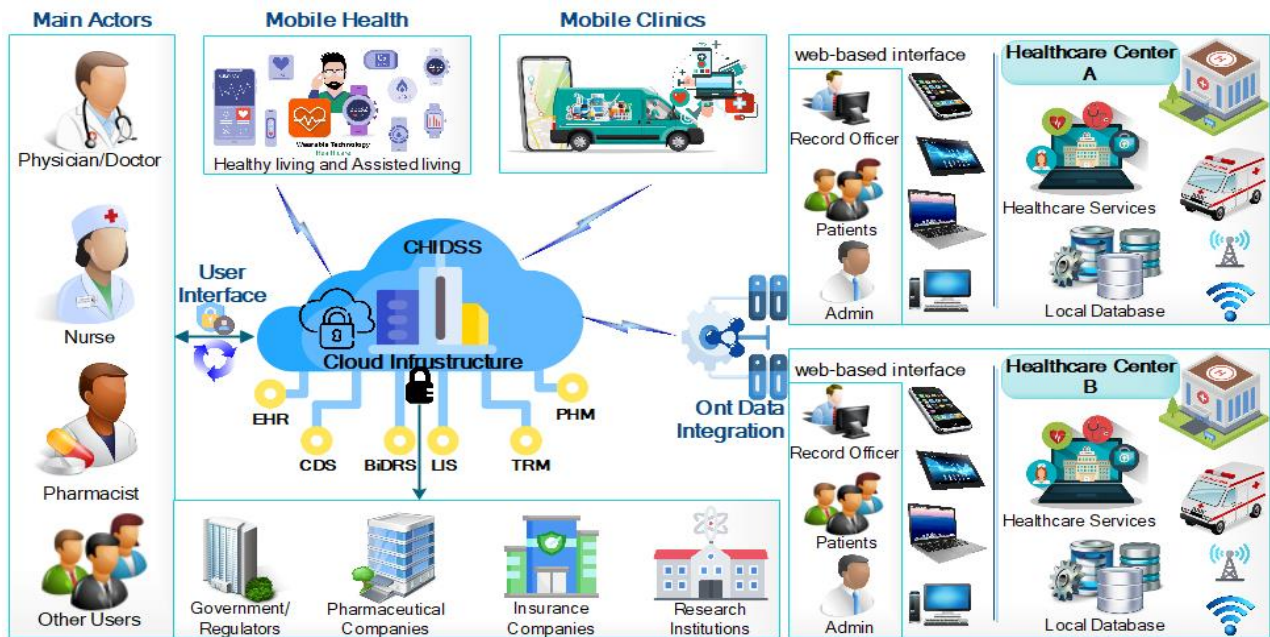 Main Actors
Physician/Doctor
Nurse
Pharmacist
Other Users
Mobile Health
Wearable Technology
Healthcare
Healthy living and Assisted living
Mobile Clinics
User
Interface
CHIDSS
Cloud Infrustructure
EHR
CDS
BiDRS
LIS
TRM
PHM
Ont Data
Integration
Government/
Regulators
Pharmaceutical
Companies
Insurance
Companies
Research
Institutions
web-based interface
Record Officer
Patients
Admin
Healthcare Center
A
Healthcare Services
Local Database
web-based interface
Record Officer
Patients
Admin
Healthcare Center
B
Healthcare Services
Local Database